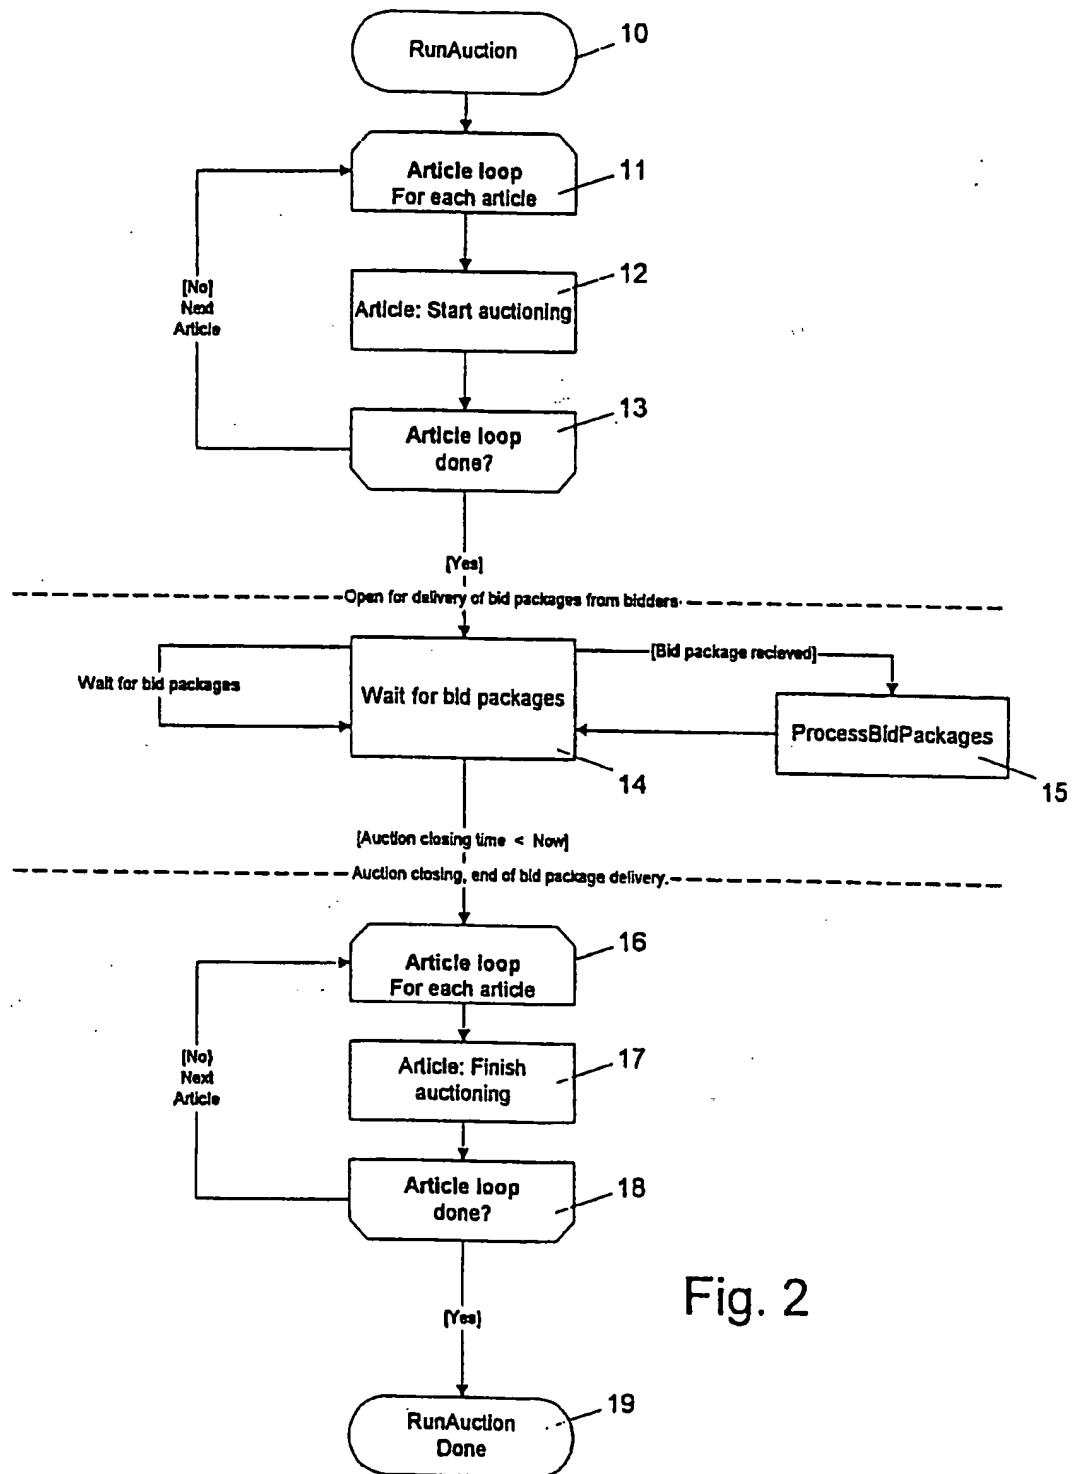 RunAuction
10
Article loop
For each article
11
12
Article: Start auctioning
[No]
Next
Article
13
Article loop
done?
[Yes]
Open for delivery of bid packages from bidders
Wait for bid packages
Wait for bid packages
[Bid package recieved]
ProcessBidPackages
14
15
[Auction closing time < Now]
Auction closing, end of bid package delivery.
16
Article loop
For each article
[No]
Next
Article
17
Article: Finish
auctioning
Article loop
done?
18
[Yes]
Fig. 2
19
RunAuction
Done